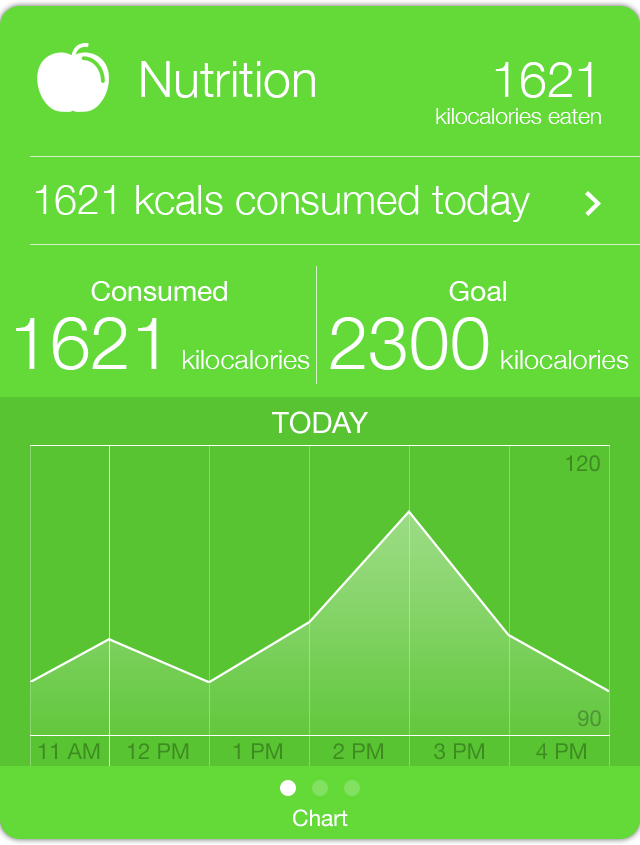 Nutrition
1621
kilocalories eaten
1621 kcals consumed today
Consumed
1621 kilocalories
Goal
2300 kilocalories
TODAY
120
90
11 AM 12 PM 1 PM 2 PM 3 PM 4 PM
Chart